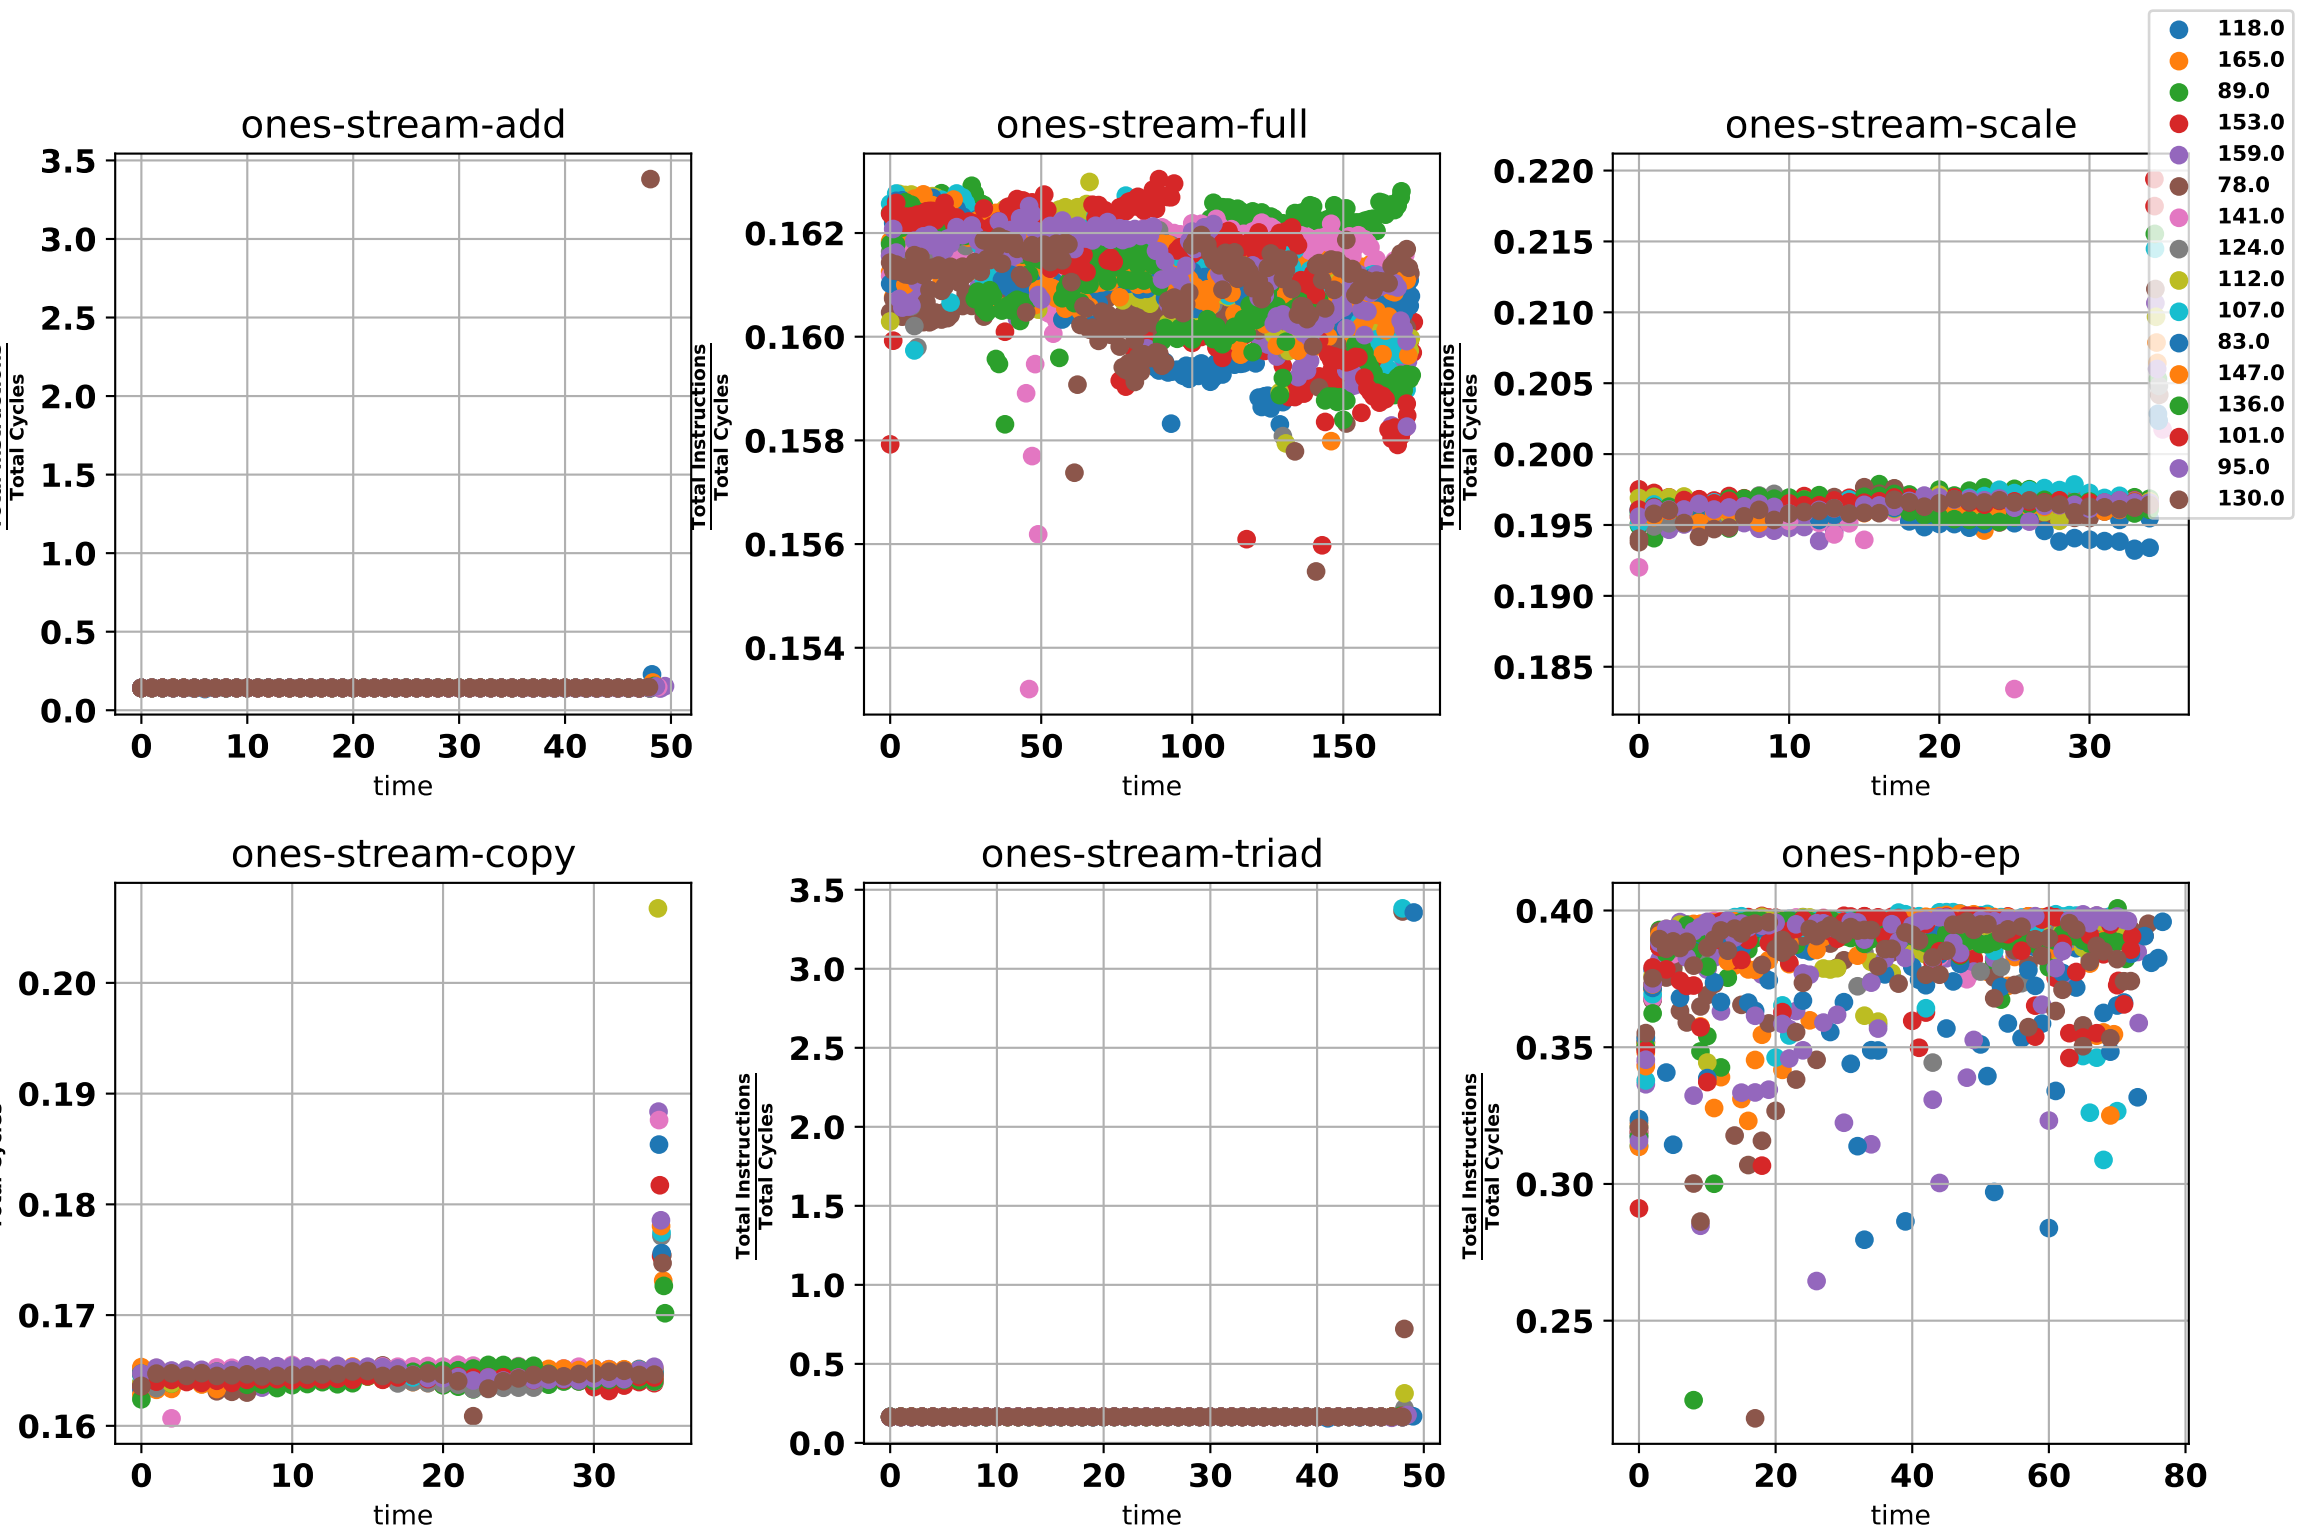 118.0
165.0
89.0
153.0
159.0
78.0
141.0
124.0
112.0
107.0
83.0
147.0
136.0
101.0
95.0
130.0
ones-stream-add
3.5
3.0
2.5
2.0
1.5
1.0
0.5
0.0
Total Cycles
0 10 20 30 40 50
time
ones-stream-full
0.162
0.160
0.158
0.156
0.154
Total Instructions
Total Cycles
0 50 100 150
time
ones-stream-scale
0.220
0.215
0.210
0.205
0.200
0.195
0.190
0.185
Total Instructions
Total Cycles
0 10 20 30
time
ones-stream-copy
0.20
0.19
0.18
0.17
0.16
0 10 20 30
time
ones-stream-triad
3.5
3.0
2.5
2.0
1.5
1.0
0.5
0.0
Total Instructions
Total Cycles
0 10 20 30 40 50
time
ones-npb-ep
0.40
0.35
0.30
0.25
Total Instructions
Total Cycles
0 20 40 60 80
time